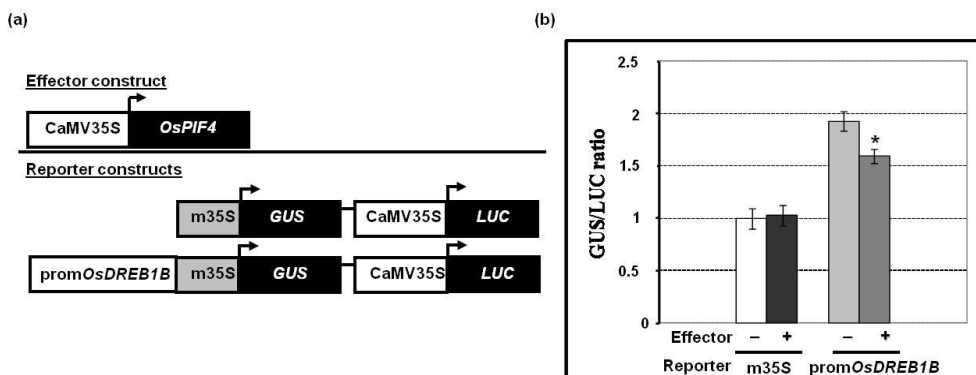 (a)
Effector construct
CaMV35S OsPIF4
Reporter constructs
m35S GUS CaMV35S LUC
promOsDREB1B m35S GUS CaMV35S LUC
(b)
GUS/LUC ratio
2.5
2
1.5
1
0.5
0
*
Effector – + – +
Reporter m35S promOsDREB1B